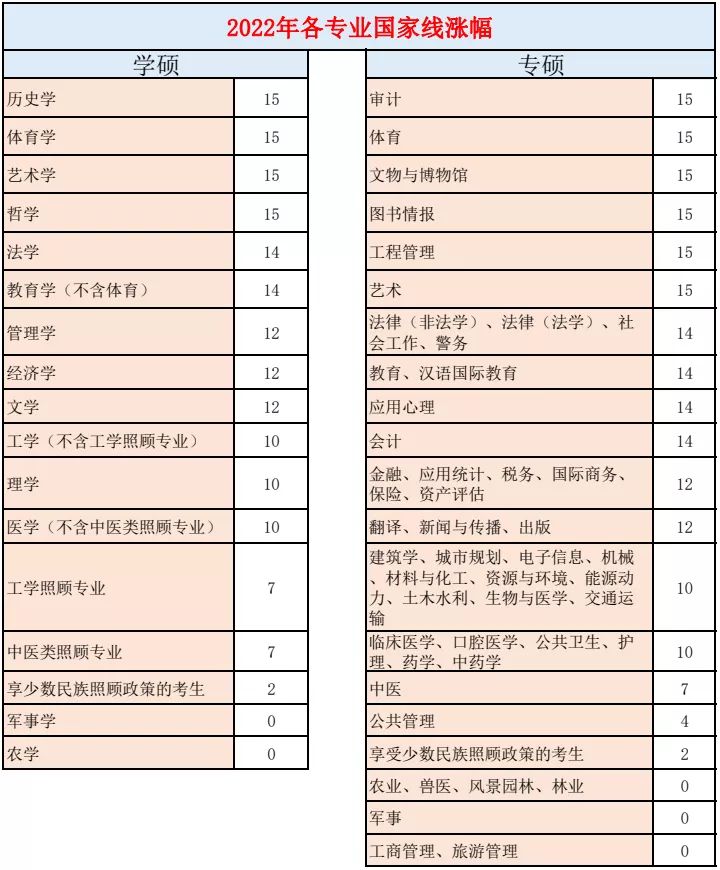 2022年各专业国家线涨幅
学硕
历史学 15
体育学 15
艺术学 15
哲学 15
法学 14
教育学（不含体育） 14
管理学 12
经济学 12
文学 12
工学（不含工学照顾专业） 10
理学 10
医学（不含中医类照顾专业） 10
工学照顾专业 7
中医类照顾专业 7
享少数民族照顾政策的考生 2
军事学 0
农学 0
专硕
审计 15
体育 15
文物与博物馆 15
图书情报 15
工程管理 15
艺术 15
法律（非法学）、法律（法学）、社
会工作、警务 14
教育、汉语国际教育 14
应用心理 14
会计 14
金融、应用统计、税务、国际商务、
保险、资产评估 12
翻译、新闻与传播、出版 12
建筑学、城市规划、电子信息、机械
、材料与化工、资源与环境、能源动
力、土木水利、生物与医学、交通运
输 10
临床医学、口腔医学、公共卫生、护
理、药学、中药学 10
中医 7
公共管理 4
享受少数民族照顾政策的考生 2
农业、兽医、风景园林、林业 0
军事 0
工商管理、旅游管理 0